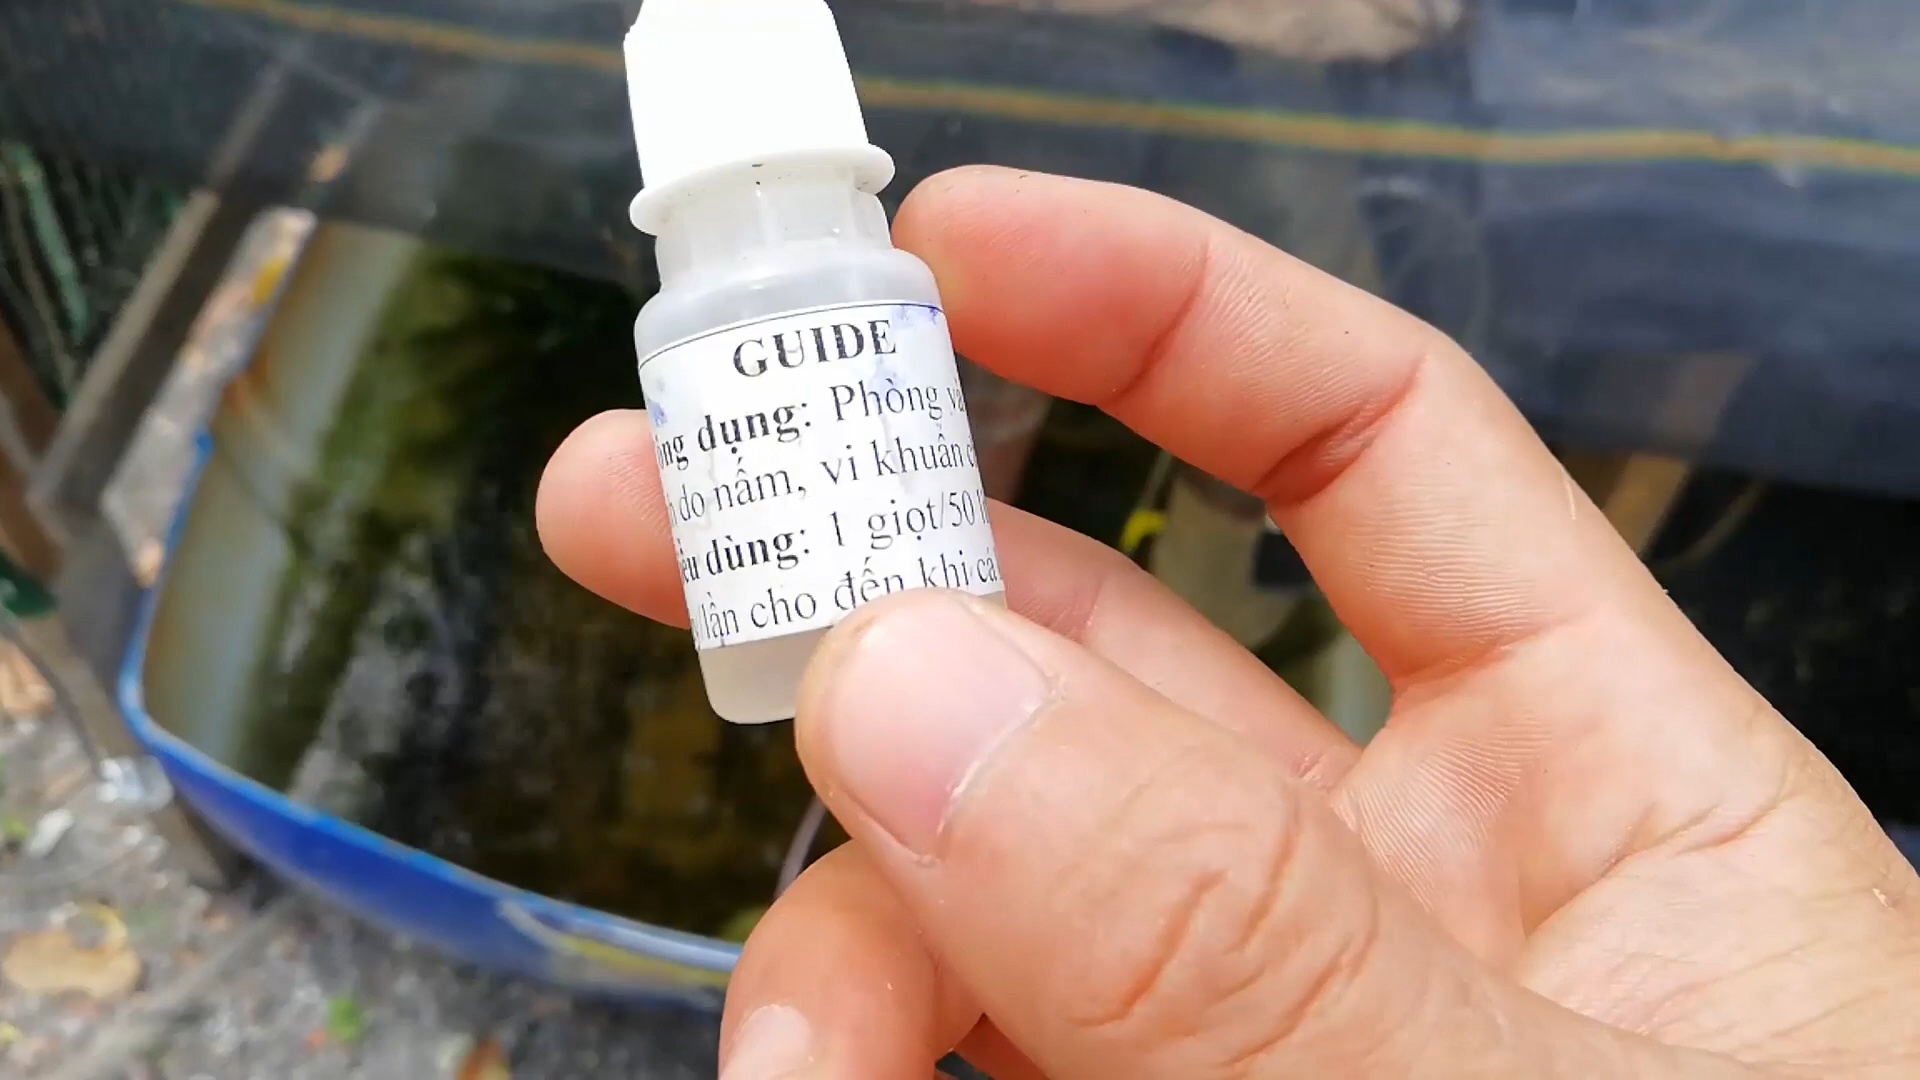 GUIDE
ông dụng: Phòng và
do nấm, vi khuẩn
ều dùng: 1 giọt/50
/lần cho đến khi cá